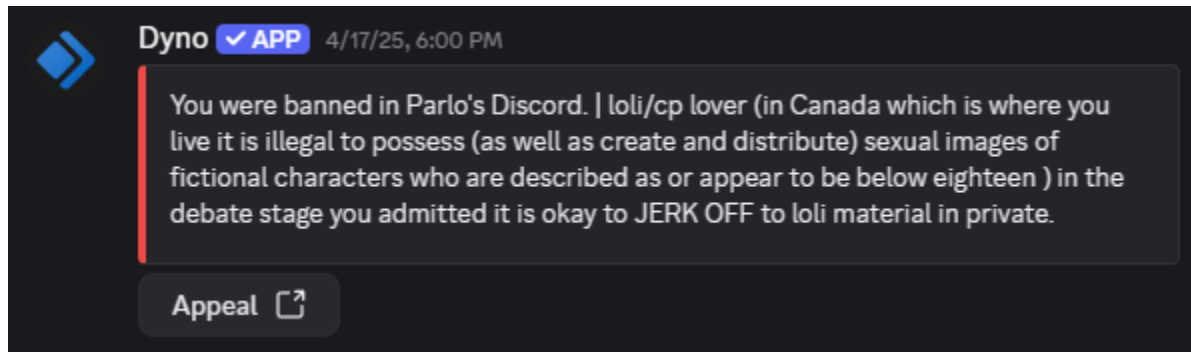 Dyno ✓ APP 4/17/25, 6:00 PM
You were banned in Parlo's Discord. | loli/cp lover (in Canada which is where you
live it is illegal to possess (as well as create and distribute) sexual images of
fictional characters who are described as or appear to be below eighteen ) in the
debate stage you admitted it is okay to JERK OFF to loli material in private.
Appeal